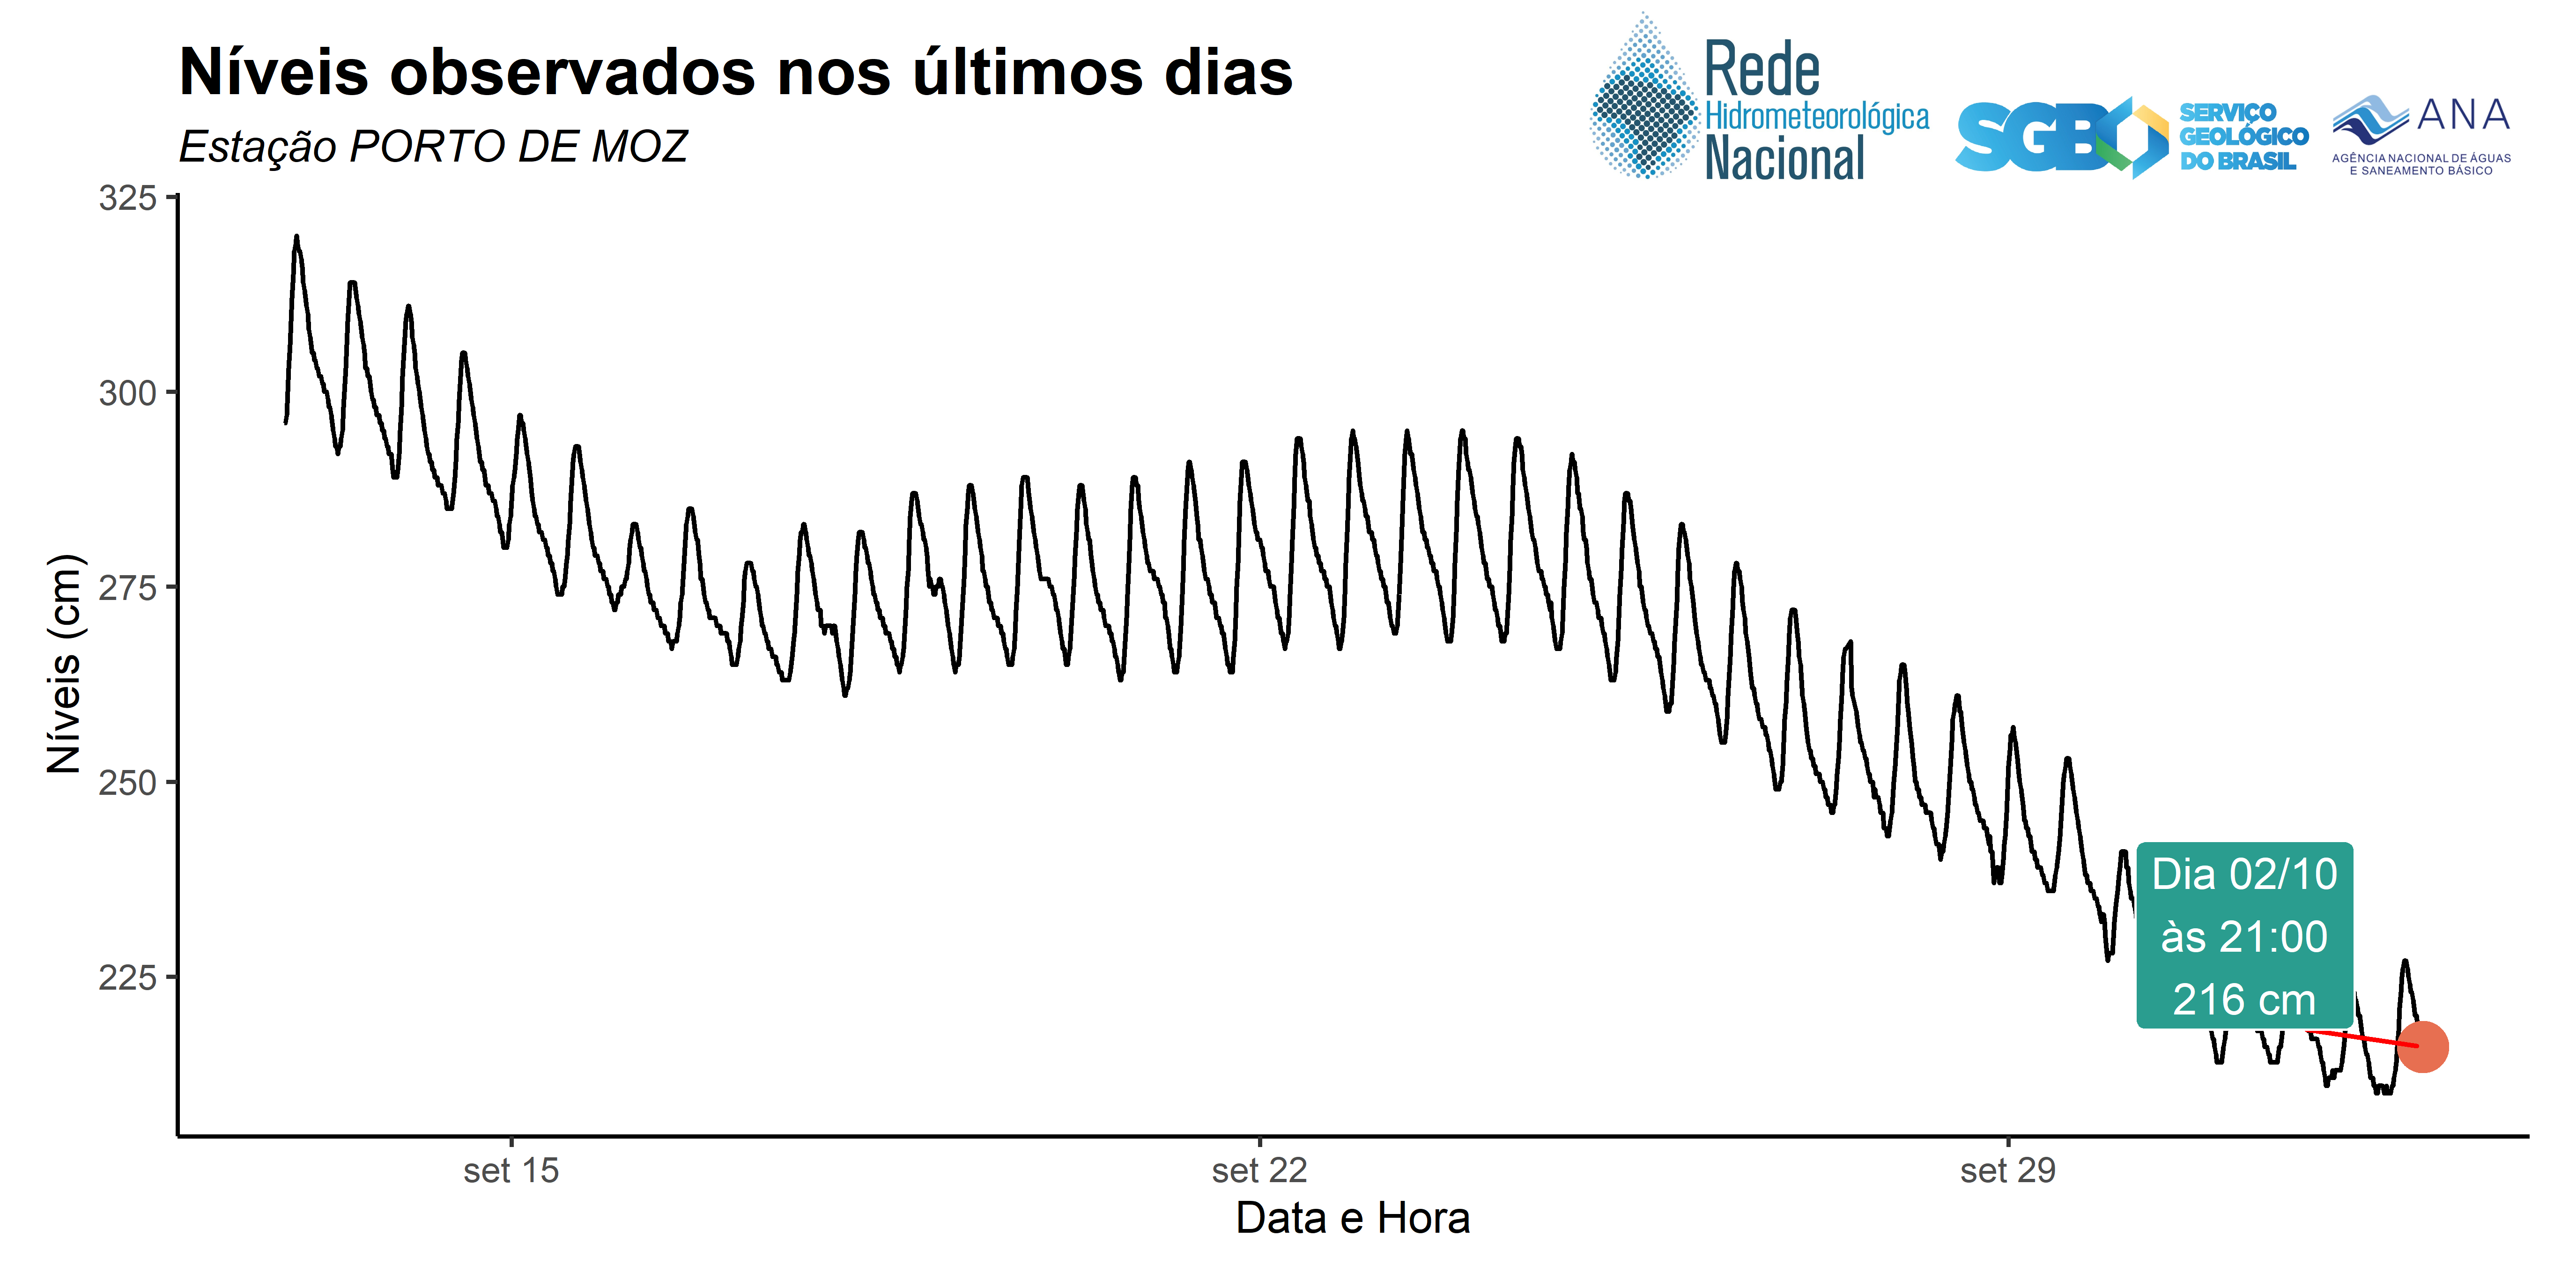 Níveis observados nos últimos dias
Estação PORTO DE MOZ
Rede
Hidrometeorológica
Nacional
SGB
SERVIÇO
GEOLÓGICO
DO BRASIL
ANA
AGÊNCIA NACIONAL DE ÁGUAS
E SANEAMENTO BÁSICO
Níveis (cm)
325
300
275
250
225
Dia 02/10
às 21:00
216 cm
set 15
set 22
set 29
Data e Hora